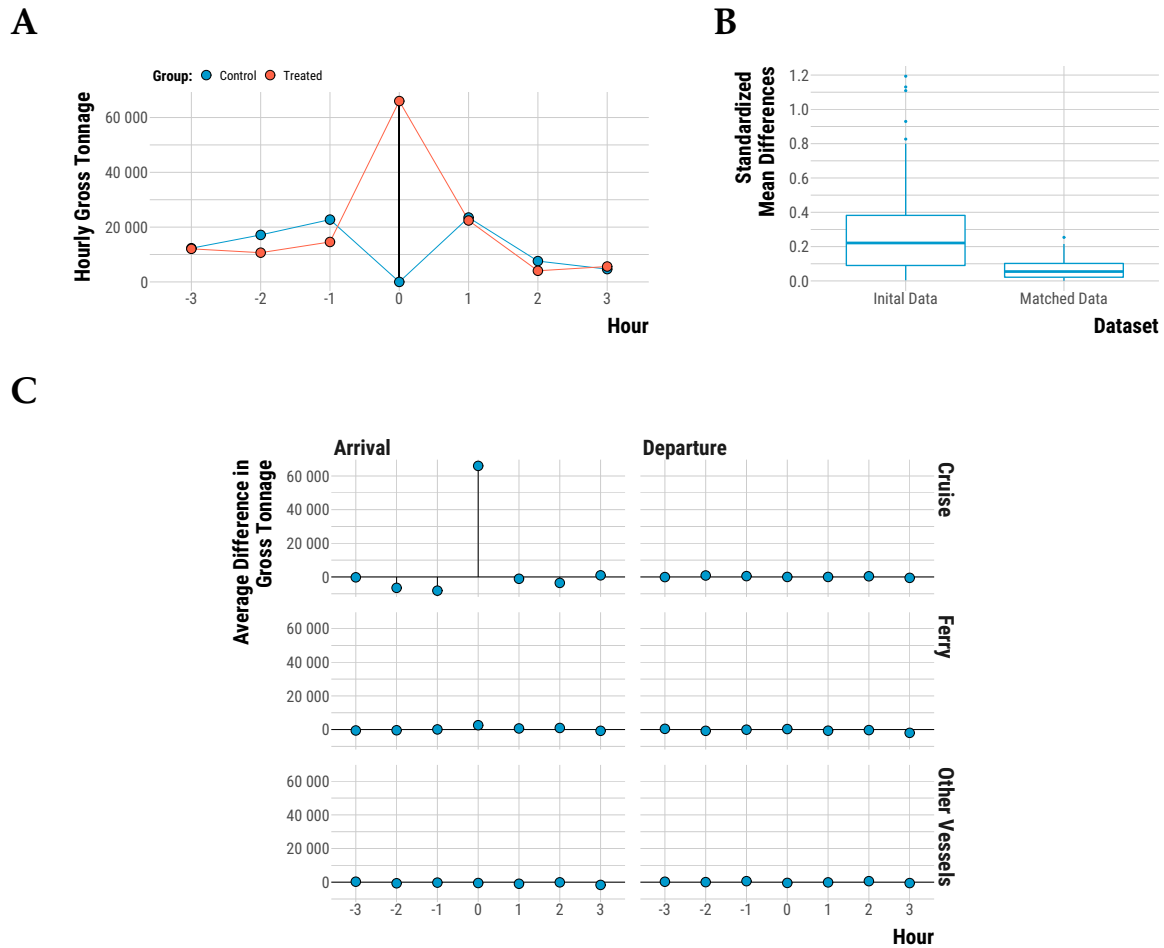 A
Group: Control Treated
Hourly Gross Tonnage
60 000
40 000
20 000
0
-3 -2 -1 0 1 2 3
Hour
B
Standardized
Mean Differences
1.2
1.0
0.8
0.6
0.4
0.2
0.0
Inital Data Matched Data
Dataset
C
Average Difference in
Gross Tonnage
Arrival Departure
60 000
40 000
20 000
0
Cruise
60 000
40 000
20 000
0
Ferry
60 000
40 000
20 000
0
Other Vessels
-3 -2 -1 0 1 2 3 -3 -2 -1 0 1 2 3
Hour